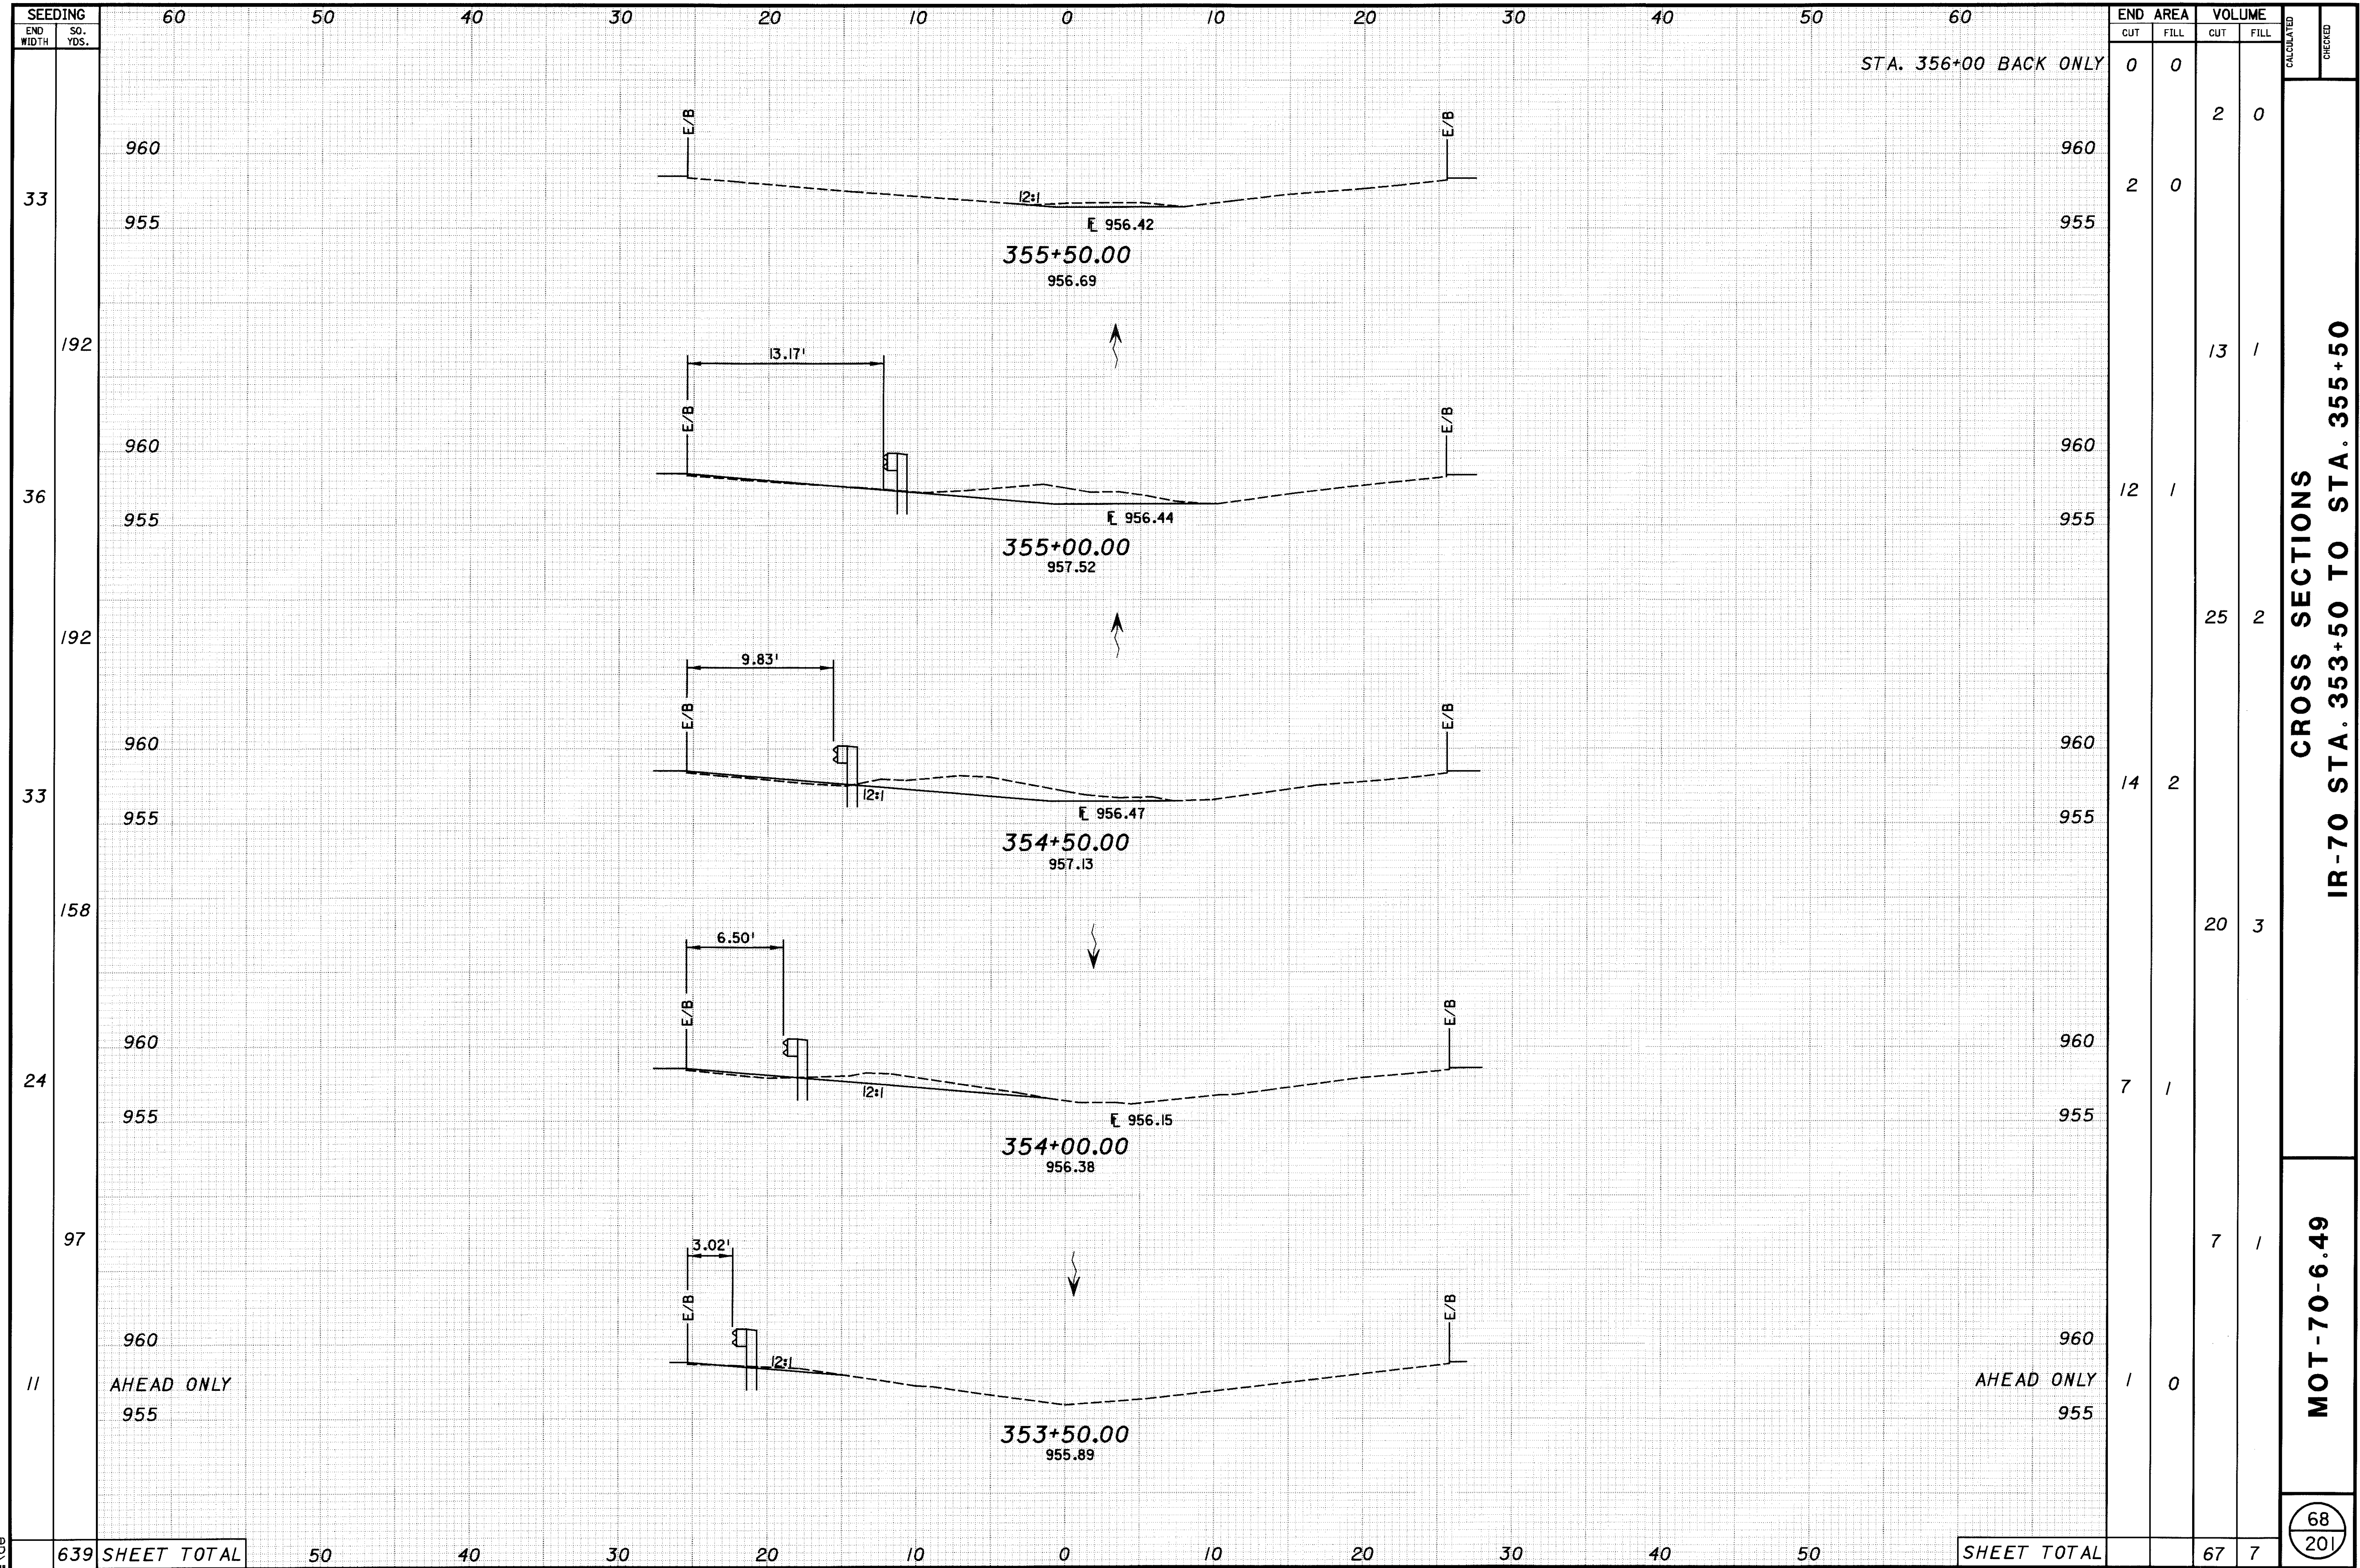 SEEDING
END WIDTH
SQ. YDS.
60 50 40 30 20 10 0 10 20 30 40 50 60
END AREA
VOLUME
CUT FILL CUT FILL
CALCULATED
CHECKED
STA. 356+00 BACK ONLY 0 0
2 0
E/B E/B
960 960
33 12:1 2 0
955 955
℄ 956.42
355+50.00
956.69
192 13 1
13.17'
E/B E/B
960 960
36 12 1
955 955
℄ 956.44
355+00.00
957.52
192 25 2
9.83'
E/B E/B
960 960
33 12:1 14 2
955 955
℄ 956.47
354+50.00
957.13
158 20 3
6.50'
E/B E/B
960 960
24 12:1 7 1
955 955
℄ 956.15
354+00.00
956.38
97 7 1
3.02'
E/B E/B
960 960
12:1
11 AHEAD ONLY AHEAD ONLY 1 0
955 955
353+50.00
955.89
639 SHEET TOTAL 50 40 30 20 10 0 10 20 30 40 50 SHEET TOTAL 67 7
CROSS SECTIONS
IR-70 STA. 353+50 TO STA. 355+50
MOT-70-6.49
68
201